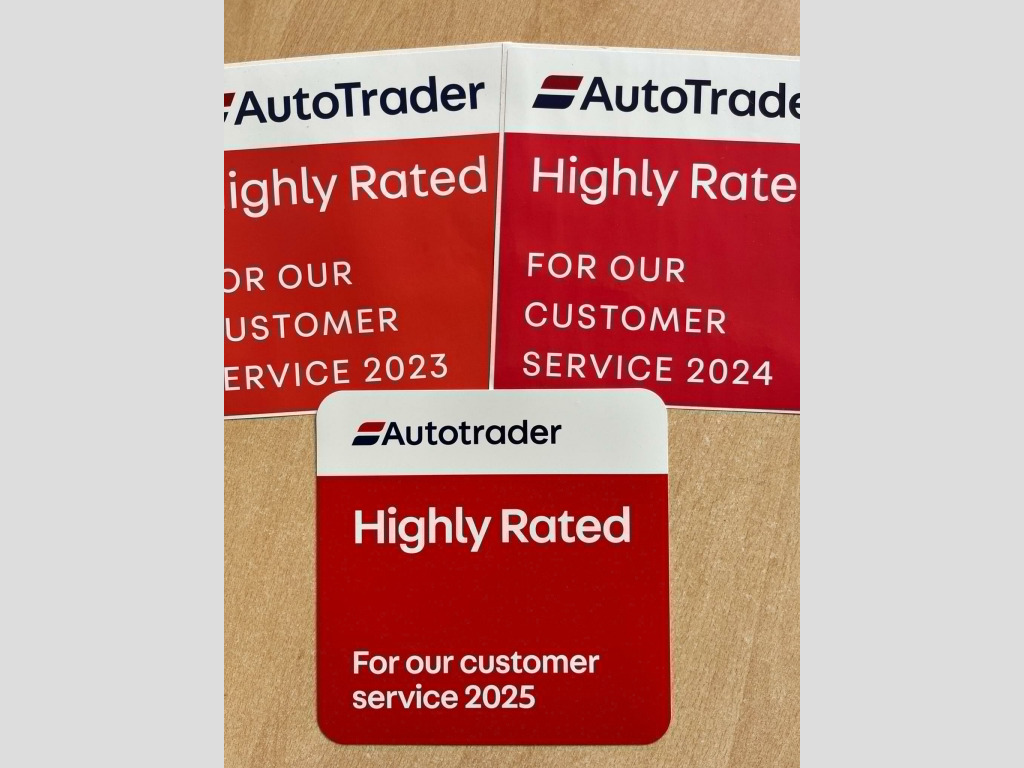 AutoTrader
ighly Rated
OR OUR
USTOMER
ERVICE 2023
AutoTrade
Highly Rate
FOR OUR
CUSTOMER
SERVICE 2024
Autotrader
Highly Rated
For our customer
service 2025